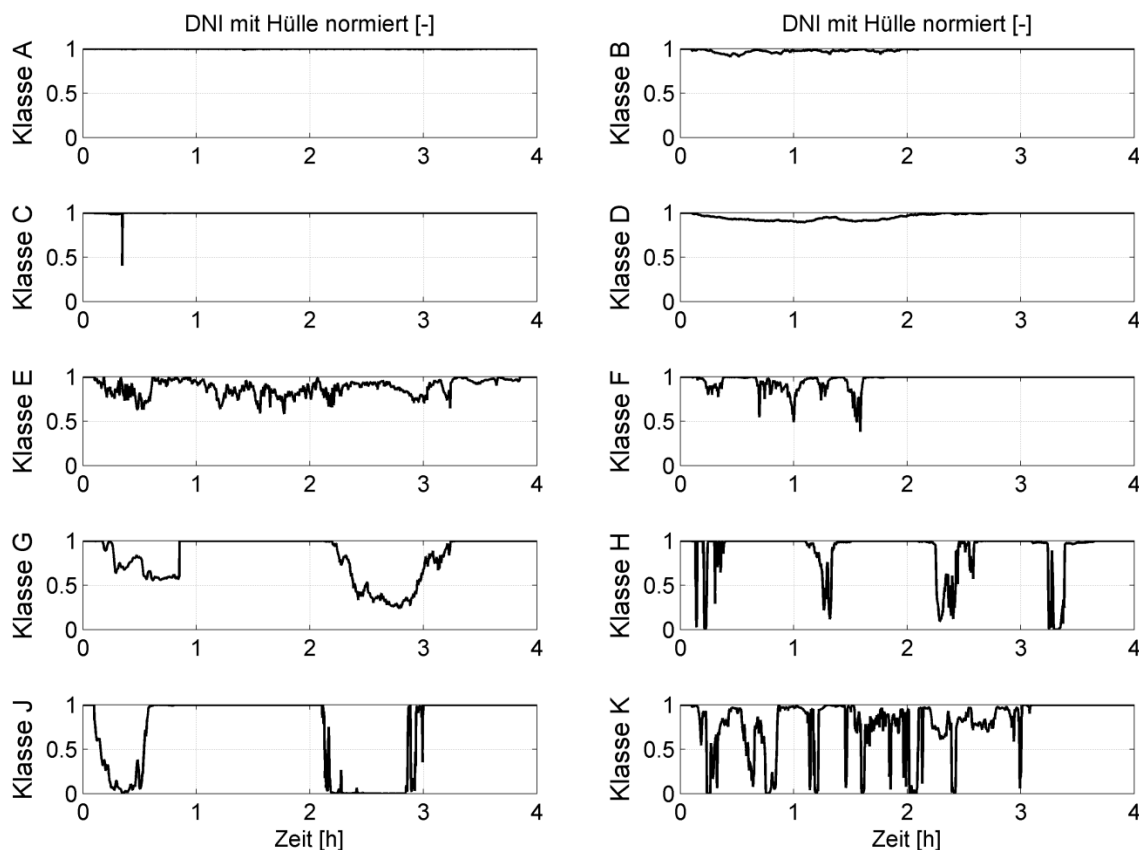 DNI mit Hülle normiert [-]
DNI mit Hülle normiert [-]
Klasse A
1
0.5
0
0 1 2 3 4
Klasse B
1
0.5
0
0 1 2 3 4
Klasse C
1
0.5
0
0 1 2 3 4
Klasse D
1
0.5
0
0 1 2 3 4
Klasse E
1
0.5
0
0 1 2 3 4
Klasse F
1
0.5
0
0 1 2 3 4
Klasse G
1
0.5
0
0 1 2 3 4
Klasse H
1
0.5
0
0 1 2 3 4
Klasse J
1
0.5
0
0 1 2 3 4
Zeit [h]
Klasse K
1
0.5
0
0 1 2 3 4
Zeit [h]